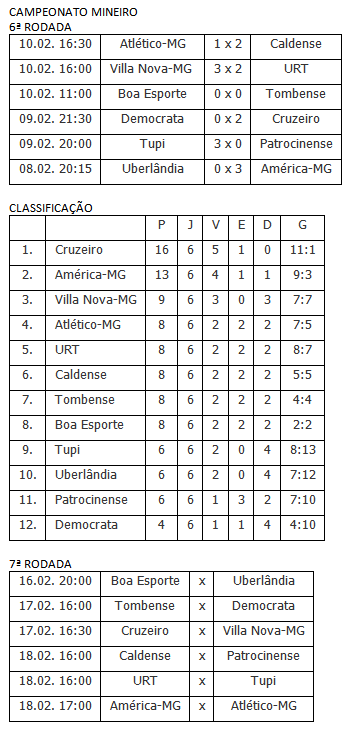 CAMPEONATO MINEIRO
6ª RODADA
10.02. 16:30 Atlético-MG 1 x 2 Caldense
10.02. 16:00 Villa Nova-MG 3 x 2 URT
10.02. 11:00 Boa Esporte 0 x 0 Tombense
09.02. 21:30 Democrata 0 x 2 Cruzeiro
09.02. 20:00 Tupi 3 x 0 Patrocinense
08.02. 20:15 Uberlândia 0 x 3 América-MG
CLASSIFICAÇÃO
P J V E D G
1. Cruzeiro 16 6 5 1 0 11:1
2. América-MG 13 6 4 1 1 9:3
3. Villa Nova-MG 9 6 3 0 3 7:7
4. Atlético-MG 8 6 2 2 2 7:5
5. URT 8 6 2 2 2 8:7
6. Caldense 8 6 2 2 2 5:5
7. Tombense 8 6 2 2 2 4:4
8. Boa Esporte 8 6 2 2 2 2:2
9. Tupi 6 6 2 0 4 8:13
10. Uberlândia 6 6 2 0 4 7:12
11. Patrocinense 6 6 1 3 2 7:10
12. Democrata 4 6 1 1 4 4:10
7ª RODADA
16.02. 20:00 Boa Esporte x Uberlândia
17.02. 16:00 Tombense x Democrata
17.02. 16:30 Cruzeiro x Villa Nova-MG
18.02. 16:00 Caldense x Patrocinense
18.02. 16:00 URT x Tupi
18.02. 17:00 América-MG x Atlético-MG